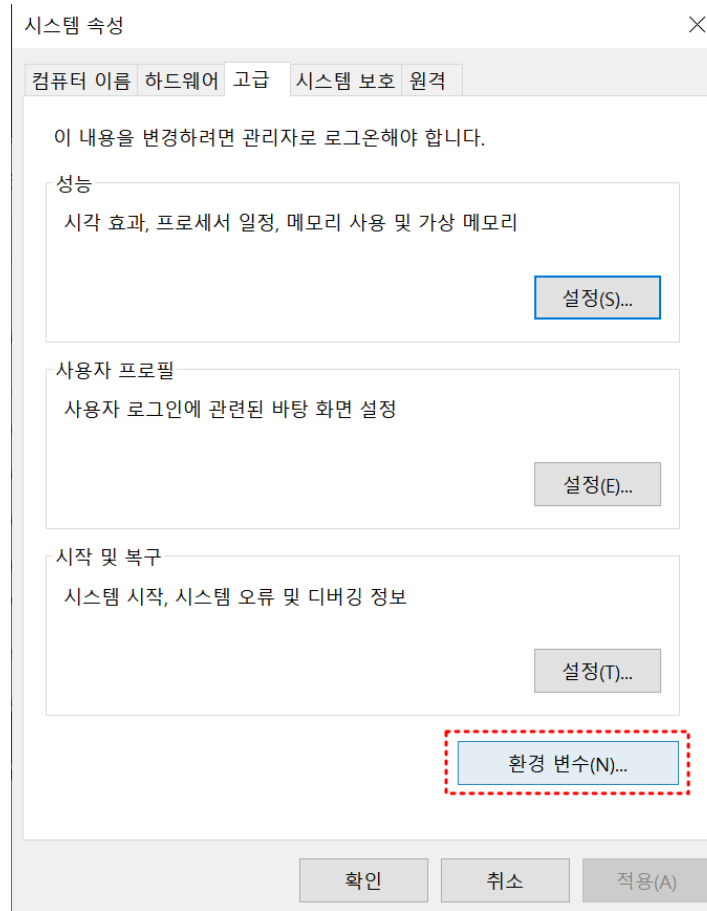 시스템 속성
컴퓨터 이름 하드웨어 고급 시스템 보호 원격
이 내용을 변경하려면 관리자로 로그온해야 합니다.
성능
시각 효과, 프로세서 일정, 메모리 사용 및 가상 메모리
설정(S)...
사용자 프로필
사용자 로그인에 관련된 바탕 화면 설정
설정(E)...
시작 및 복구
시스템 시작, 시스템 오류 및 디버깅 정보
설정(T)...
환경 변수(N)...
확인 취소 적용(A)